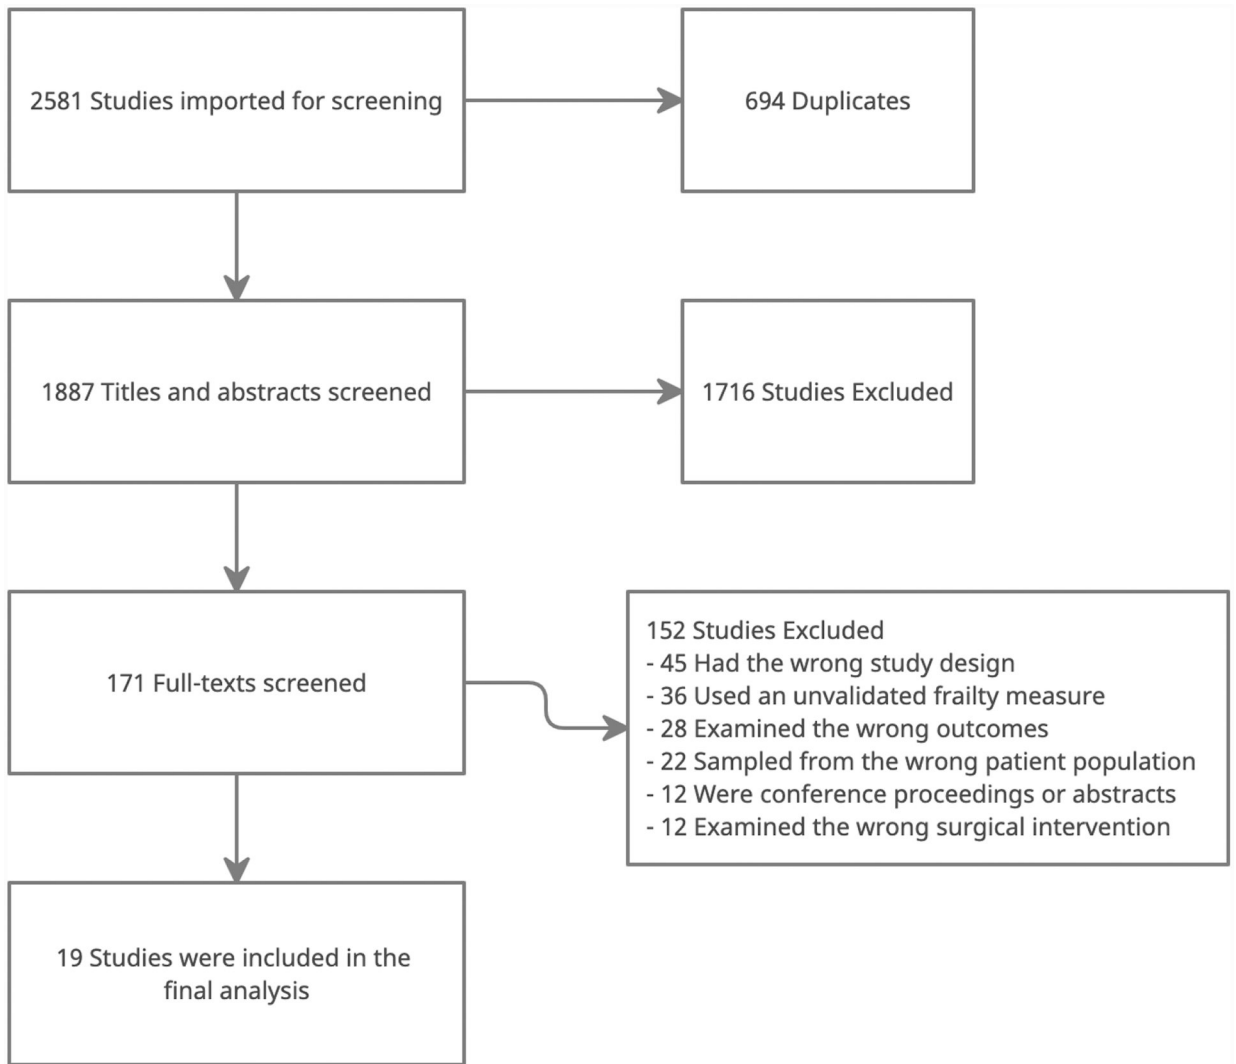 2581 Studies imported for screening
694 Duplicates
1887 Titles and abstracts screened
1716 Studies Excluded
171 Full-texts screened
152 Studies Excluded
- 45 Had the wrong study design
- 36 Used an unvalidated frailty measure
- 28 Examined the wrong outcomes
- 22 Sampled from the wrong patient population
- 12 Were conference proceedings or abstracts
- 12 Examined the wrong surgical intervention
19 Studies were included in the
final analysis